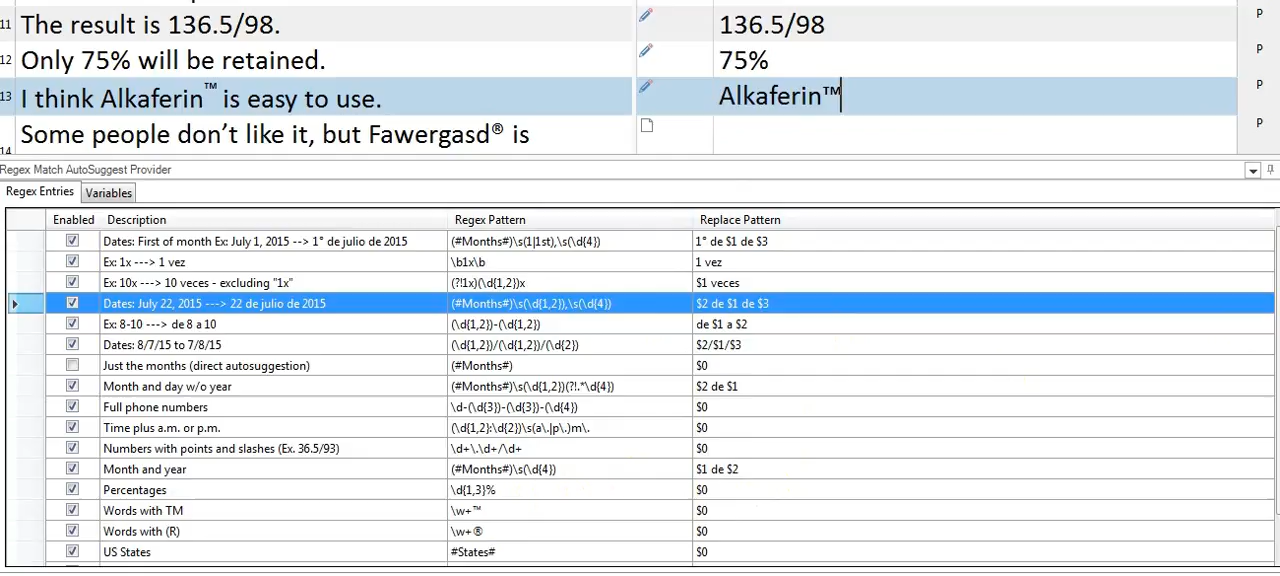 11 The result is 136.5/98. 136.5/98 P
12 Only 75% will be retained. 75% P
13 I think Alkaferin™ is easy to use. Alkaferin™ P
14 Some people don’t like it, but Fawergasd® is P
Regex Match AutoSuggest Provider
Regex Entries Variables
Enabled Description Regex Pattern Replace Pattern
Dates: First of month Ex: July 1, 2015 --> 1° de julio de 2015 (#Months#)\s(1|1st),\s(\d{4}) 1° de $1 de $3
Ex: 1x ---> 1 vez \b1x\b 1 vez
Ex: 10x ---> 10 veces - excluding "1x" (?!1x)(\d{1,2})x $1 veces
Dates: July 22, 2015 ---> 22 de julio de 2015 (#Months#)\s(\d{1,2}),\s(\d{4}) $2 de $1 de $3
Ex: 8-10 ---> de 8 a 10 (\d{1,2})-(\d{1,2}) de $1 a $2
Dates: 8/7/15 to 7/8/15 (\d{1,2})/(\d{1,2})/(\d{2}) $2/$1/$3
Just the months (direct autosuggestion) (#Months#) $0
Month and day w/o year (#Months#)\s(\d{1,2})(?!.*\d{4}) $2 de $1
Full phone numbers \d-(\d{3})-(\d{3})-(\d{4}) $0
Time plus a.m. or p.m. (\d{1,2}:\d{2})\s(a\.|p\.)m\. $0
Numbers with points and slashes (Ex. 36.5/93) \d+\.\d+/\d+ $0
Month and year (#Months#)\s(\d{4}) $1 de $2
Percentages \d{1,3}% $0
Words with TM \w+™ $0
Words with (R) \w+® $0
US States #States# $0